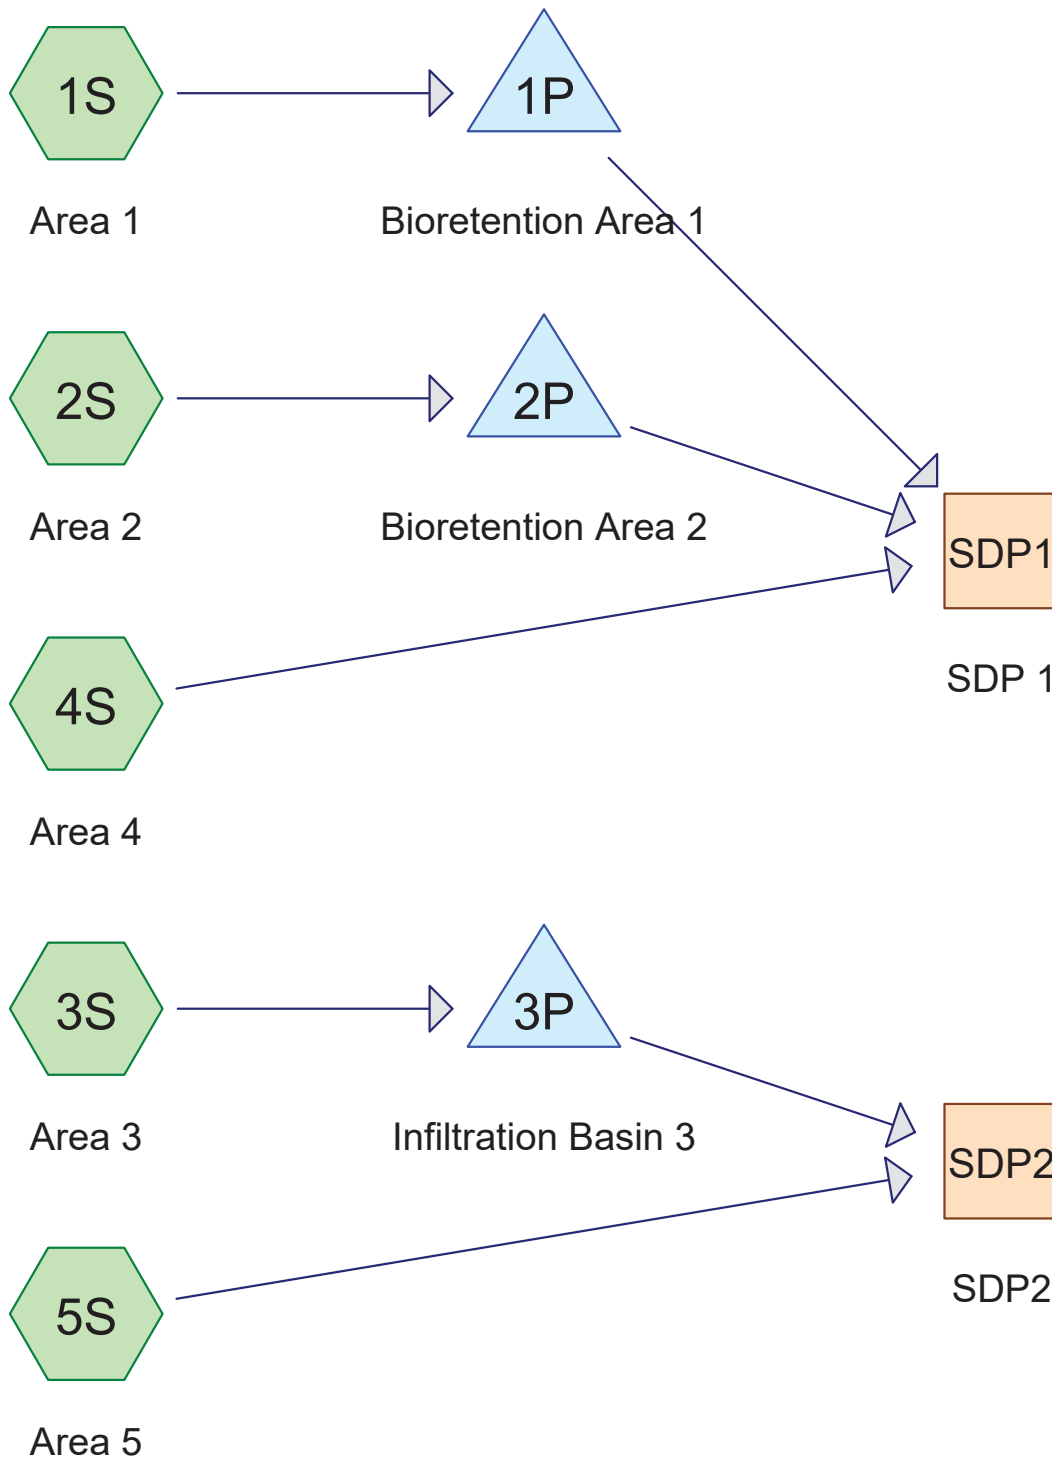 1S
1P
Area 1
Bioretention Area 1
2S
2P
Area 2
Bioretention Area 2
SDP1
SDP 1
4S
Area 4
3S
3P
Area 3
Infiltration Basin 3
SDP2
SDP2
5S
Area 5